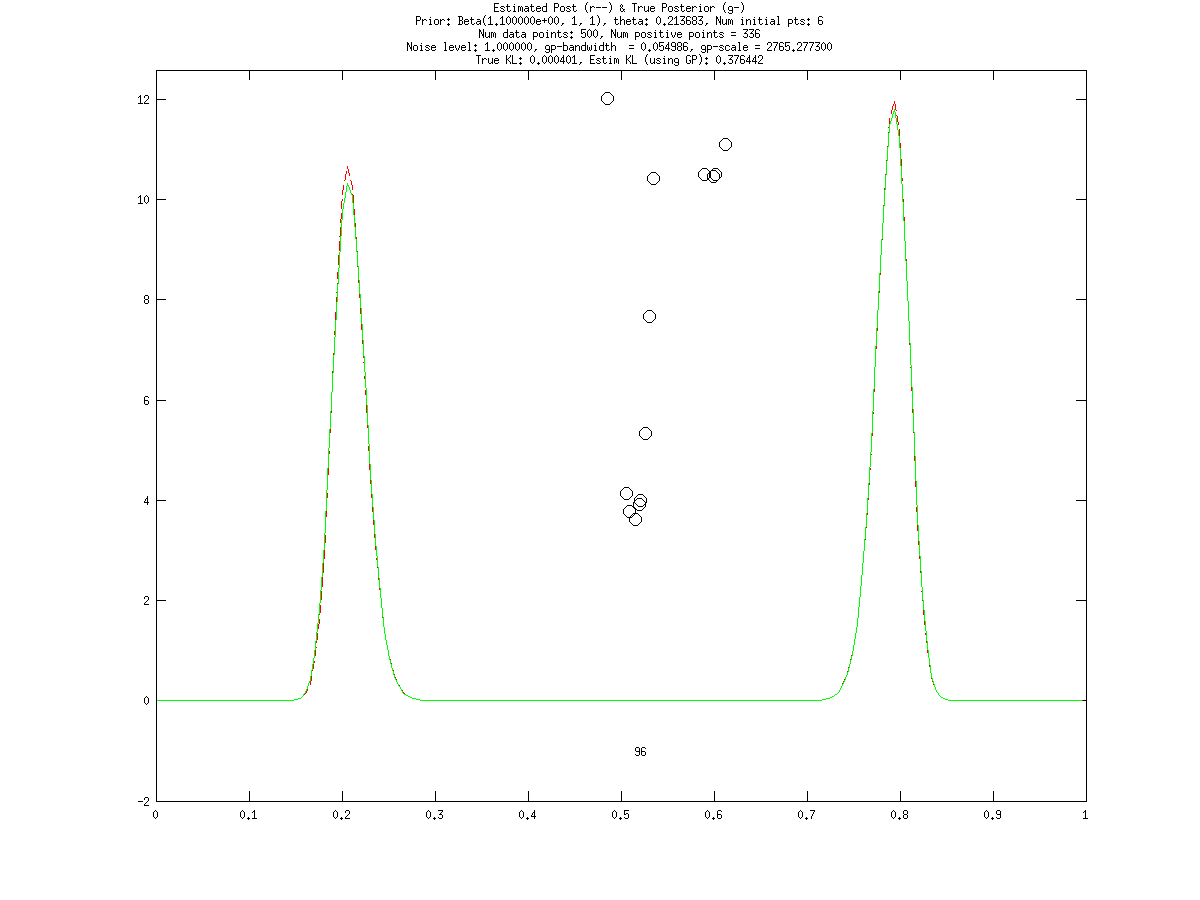 Estimated Post (r--) & True Posterior (g-)
Prior: Beta(1.100000e+00, 1, 1), theta: 0.213683, Num initial pts: 6
Num data points: 500, Num positive points = 336
Noise level: 1.000000, gp-bandwidth  = 0.054986, gp-scale = 2765.277300
True KL: 0.000401, Estim KL (using GP): 0.376442
12
10
8
6
4
2
0
96
-2
0 0.1 0.2 0.3 0.4 0.5 0.6 0.7 0.8 0.9 1